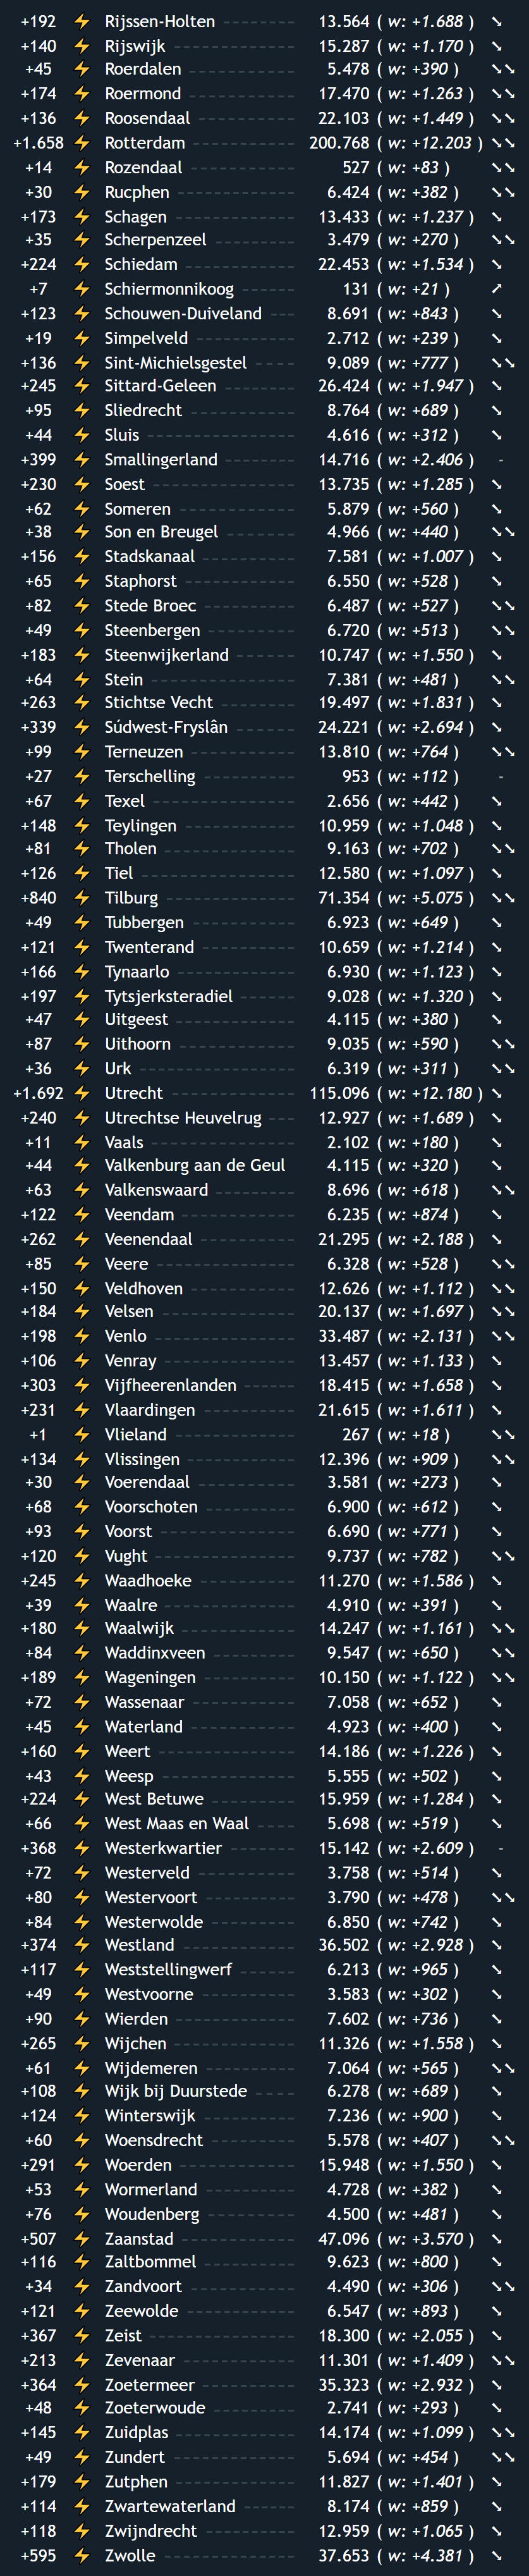 +192 ⚡ Rijssen-Holten 13.564 ( w: +1.688 ) ↘
+140 ⚡ Rijswijk 15.287 ( w: +1.170 ) ↘
+45 ⚡ Roerdalen 5.478 ( w: +390 ) ↘↘
+174 ⚡ Roermond 17.470 ( w: +1.263 ) ↘↘
+136 ⚡ Roosendaal 22.103 ( w: +1.449 ) ↘↘
+1.658 ⚡ Rotterdam 200.768 ( w: +12.203 ) ↘↘
+14 ⚡ Rozendaal 527 ( w: +83 ) ↘↘
+30 ⚡ Rucphen 6.424 ( w: +382 ) ↘↘
+173 ⚡ Schagen 13.433 ( w: +1.237 ) ↘
+35 ⚡ Scherpenzeel 3.479 ( w: +270 ) ↘↘
+224 ⚡ Schiedam 22.453 ( w: +1.534 ) ↘
+7 ⚡ Schiermonnikoog 131 ( w: +21 ) ↗
+123 ⚡ Schouwen-Duiveland 8.691 ( w: +843 ) ↘
+19 ⚡ Simpelveld 2.712 ( w: +239 ) ↘
+136 ⚡ Sint-Michielsgestel 9.089 ( w: +777 ) ↘↘
+245 ⚡ Sittard-Geleen 26.424 ( w: +1.947 ) ↘
+95 ⚡ Sliedrecht 8.764 ( w: +689 ) ↘
+44 ⚡ Sluis 4.616 ( w: +312 ) ↘
+399 ⚡ Smallingerland 14.716 ( w: +2.406 ) -
+230 ⚡ Soest 13.735 ( w: +1.285 ) ↘
+62 ⚡ Someren 5.879 ( w: +560 ) ↘
+38 ⚡ Son en Breugel 4.966 ( w: +440 ) ↘↘
+156 ⚡ Stadskanaal 7.581 ( w: +1.007 ) ↘
+65 ⚡ Staphorst 6.550 ( w: +528 ) ↘
+82 ⚡ Stede Broec 6.487 ( w: +527 ) ↘↘
+49 ⚡ Steenbergen 6.720 ( w: +513 ) ↘↘
+183 ⚡ Steenwijkerland 10.747 ( w: +1.550 ) ↘
+64 ⚡ Stein 7.381 ( w: +481 ) ↘↘
+263 ⚡ Stichtse Vecht 19.497 ( w: +1.831 ) ↘
+339 ⚡ Súdwest-Fryslân 24.221 ( w: +2.694 ) ↘
+99 ⚡ Terneuzen 13.810 ( w: +764 ) ↘↘
+27 ⚡ Terschelling 953 ( w: +112 ) -
+67 ⚡ Texel 2.656 ( w: +442 ) ↘
+148 ⚡ Teylingen 10.959 ( w: +1.048 ) ↘
+81 ⚡ Tholen 9.163 ( w: +702 ) ↘↘
+126 ⚡ Tiel 12.580 ( w: +1.097 ) ↘
+840 ⚡ Tilburg 71.354 ( w: +5.075 ) ↘↘
+49 ⚡ Tubbergen 6.923 ( w: +649 ) ↘
+121 ⚡ Twenterand 10.659 ( w: +1.214 ) ↘
+166 ⚡ Tynaarlo 6.930 ( w: +1.123 ) ↘
+197 ⚡ Tytsjerksteradiel 9.028 ( w: +1.320 ) ↘
+47 ⚡ Uitgeest 4.115 ( w: +380 ) ↘
+87 ⚡ Uithoorn 9.035 ( w: +590 ) ↘↘
+36 ⚡ Urk 6.319 ( w: +311 ) ↘↘
+1.692 ⚡ Utrecht 115.096 ( w: +12.180 ) ↘
+240 ⚡ Utrechtse Heuvelrug 12.927 ( w: +1.689 ) ↘
+11 ⚡ Vaals 2.102 ( w: +180 ) ↘
+44 ⚡ Valkenburg aan de Geul 4.115 ( w: +320 ) ↘
+63 ⚡ Valkenswaard 8.696 ( w: +618 ) ↘↘
+122 ⚡ Veendam 6.235 ( w: +874 ) ↘
+262 ⚡ Veenendaal 21.295 ( w: +2.188 ) ↘
+85 ⚡ Veere 6.328 ( w: +528 ) ↘
+150 ⚡ Veldhoven 12.626 ( w: +1.112 ) ↘↘
+184 ⚡ Velsen 20.137 ( w: +1.697 ) ↘↘
+198 ⚡ Venlo 33.487 ( w: +2.131 ) ↘↘
+106 ⚡ Venray 13.457 ( w: +1.133 ) ↘
+303 ⚡ Vijfheerenlanden 18.415 ( w: +1.658 ) ↘
+231 ⚡ Vlaardingen 21.615 ( w: +1.611 ) ↘
+1 ⚡ Vlieland 267 ( w: +18 ) ↘↘
+134 ⚡ Vlissingen 12.396 ( w: +909 ) ↘↘
+30 ⚡ Voerendaal 3.581 ( w: +273 ) ↘
+68 ⚡ Voorschoten 6.900 ( w: +612 ) ↘
+93 ⚡ Voorst 6.690 ( w: +771 ) ↘
+120 ⚡ Vught 9.737 ( w: +782 ) ↘↘
+245 ⚡ Waadhoeke 11.270 ( w: +1.586 ) ↘
+39 ⚡ Waalre 4.910 ( w: +391 ) ↘
+180 ⚡ Waalwijk 14.247 ( w: +1.161 ) ↘↘
+84 ⚡ Waddinxveen 9.547 ( w: +650 ) ↘
+189 ⚡ Wageningen 10.150 ( w: +1.122 ) ↘↘
+72 ⚡ Wassenaar 7.058 ( w: +652 ) ↘
+45 ⚡ Waterland 4.923 ( w: +400 ) ↘
+160 ⚡ Weert 14.186 ( w: +1.226 ) ↘
+43 ⚡ Weesp 5.555 ( w: +502 ) ↘
+224 ⚡ West Betuwe 15.959 ( w: +1.284 ) ↘
+66 ⚡ West Maas en Waal 5.698 ( w: +519 ) ↘
+368 ⚡ Westerkwartier 15.142 ( w: +2.609 ) -
+72 ⚡ Westerveld 3.758 ( w: +514 ) ↘
+80 ⚡ Westervoort 3.790 ( w: +478 ) ↘↘
+84 ⚡ Westerwolde 6.850 ( w: +742 ) ↘
+374 ⚡ Westland 36.502 ( w: +2.928 ) ↘
+117 ⚡ Weststellingwerf 6.213 ( w: +965 ) ↘
+49 ⚡ Westvoorne 3.583 ( w: +302 ) ↘
+90 ⚡ Wierden 7.602 ( w: +736 ) ↘
+265 ⚡ Wijchen 11.326 ( w: +1.558 ) ↘
+61 ⚡ Wijdemeren 7.064 ( w: +565 ) ↘↘
+108 ⚡ Wijk bij Duurstede 6.278 ( w: +689 ) ↘
+124 ⚡ Winterswijk 7.236 ( w: +900 ) ↘
+60 ⚡ Woensdrecht 5.578 ( w: +407 ) ↘↘
+291 ⚡ Woerden 15.948 ( w: +1.550 ) ↘
+53 ⚡ Wormerland 4.728 ( w: +382 ) ↘
+76 ⚡ Woudenberg 4.500 ( w: +481 ) ↘
+507 ⚡ Zaanstad 47.096 ( w: +3.570 ) ↘
+116 ⚡ Zaltbommel 9.623 ( w: +800 ) ↘
+34 ⚡ Zandvoort 4.490 ( w: +306 ) ↘↘
+121 ⚡ Zeewolde 6.547 ( w: +893 ) ↘
+367 ⚡ Zeist 18.300 ( w: +2.055 ) ↘
+213 ⚡ Zevenaar 11.301 ( w: +1.409 ) ↘↘
+364 ⚡ Zoetermeer 35.323 ( w: +2.932 ) ↘
+48 ⚡ Zoeterwoude 2.741 ( w: +293 ) ↘
+145 ⚡ Zuidplas 14.174 ( w: +1.099 ) ↘↘
+49 ⚡ Zundert 5.694 ( w: +454 ) ↘↘
+179 ⚡ Zutphen 11.827 ( w: +1.401 ) ↘
+114 ⚡ Zwartewaterland 8.174 ( w: +859 ) ↘
+118 ⚡ Zwijndrecht 12.959 ( w: +1.065 ) ↘
+595 ⚡ Zwolle 37.653 ( w: +4.381 ) ↘